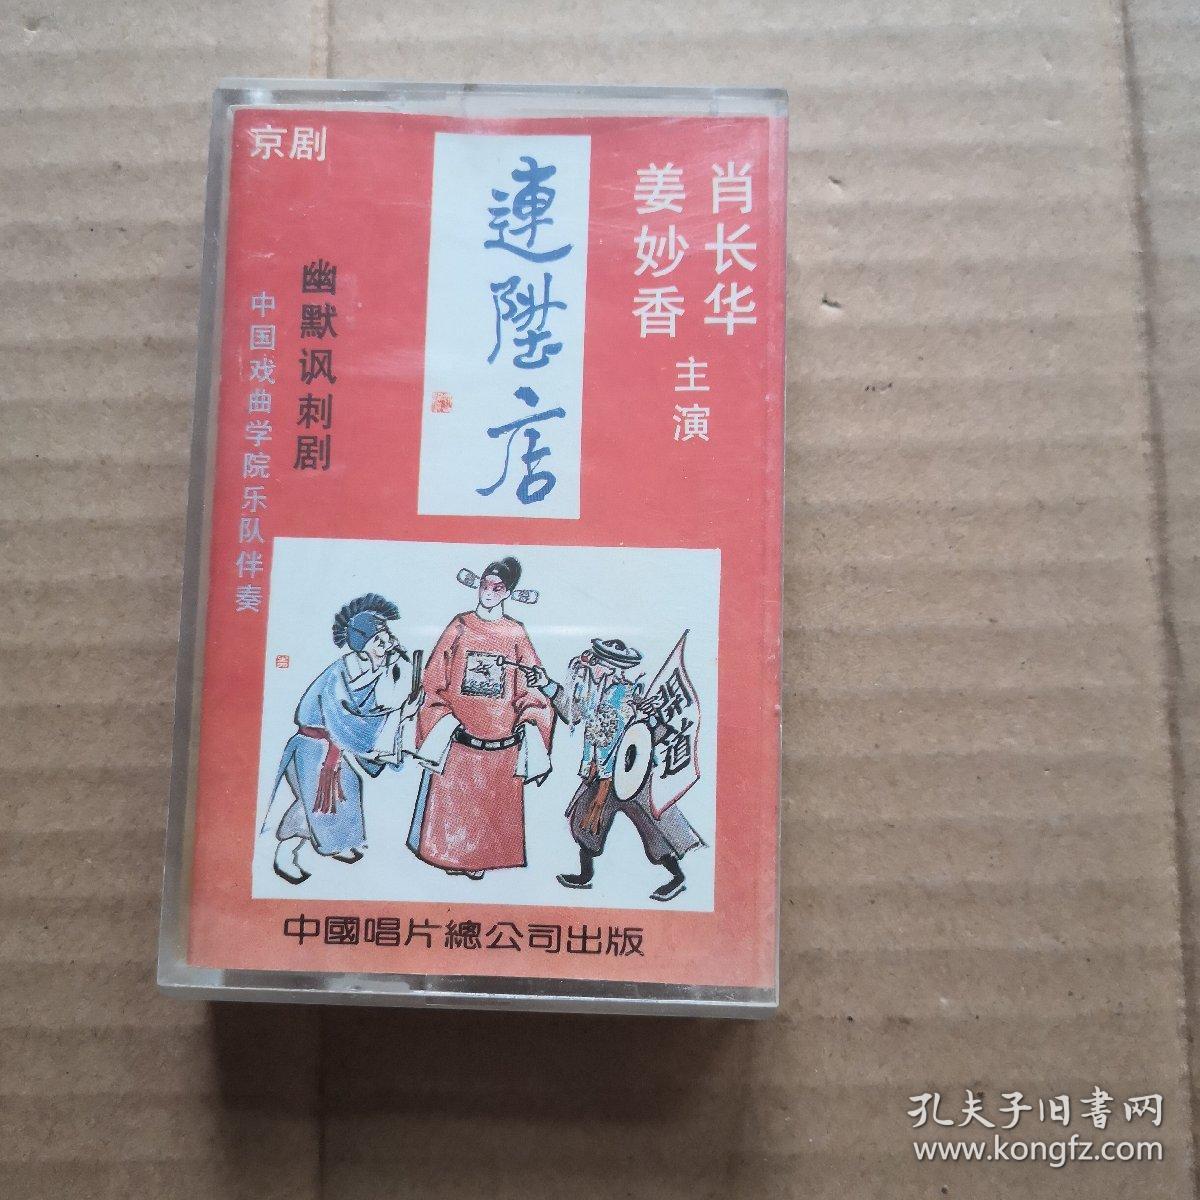 京剧
連陞店
肖长华
姜妙香
主演
幽默讽刺剧
中国戏曲学院乐队伴奏
開道
中國唱片總公司出版
孔夫子旧書网
www.kongfz.com